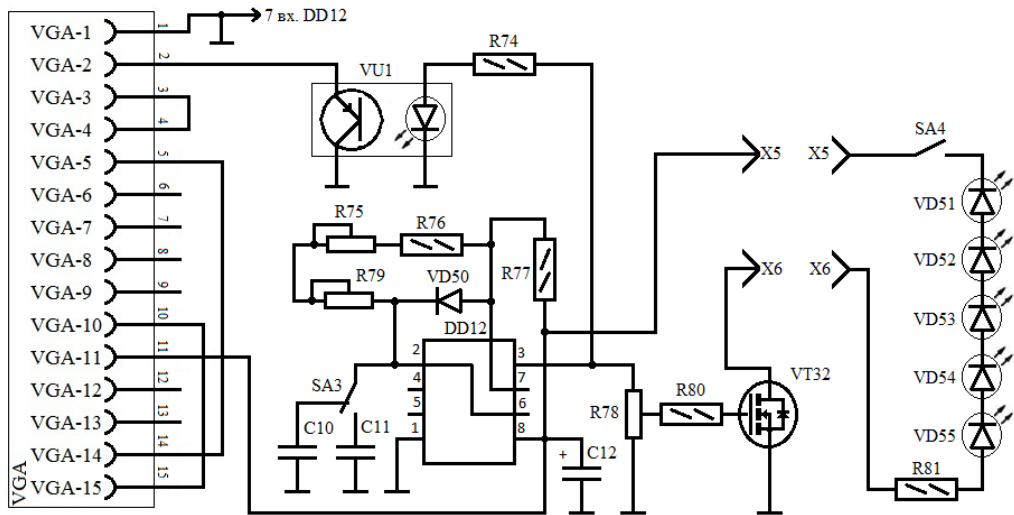 VGA-1 1
7 вх. DD12
VGA-2 2
VGA-3 3
VGA-4 4
VGA-5 5
VGA-6 6
VGA-7 7
VGA-8 8
VGA-9 9
VGA-10 10
VGA-11 11
VGA-12 12
VGA-13 13
VGA-14 14
VGA-15 15
VGA
VU1
R74
R75
R76
R79
VD50
R77
DD12
2
4
5
1
3
7
6
8
SA3
C10
C11
+
C12
R78
R80
VT32
X5
X5
X6
X6
SA4
VD51
VD52
VD53
VD54
VD55
R81